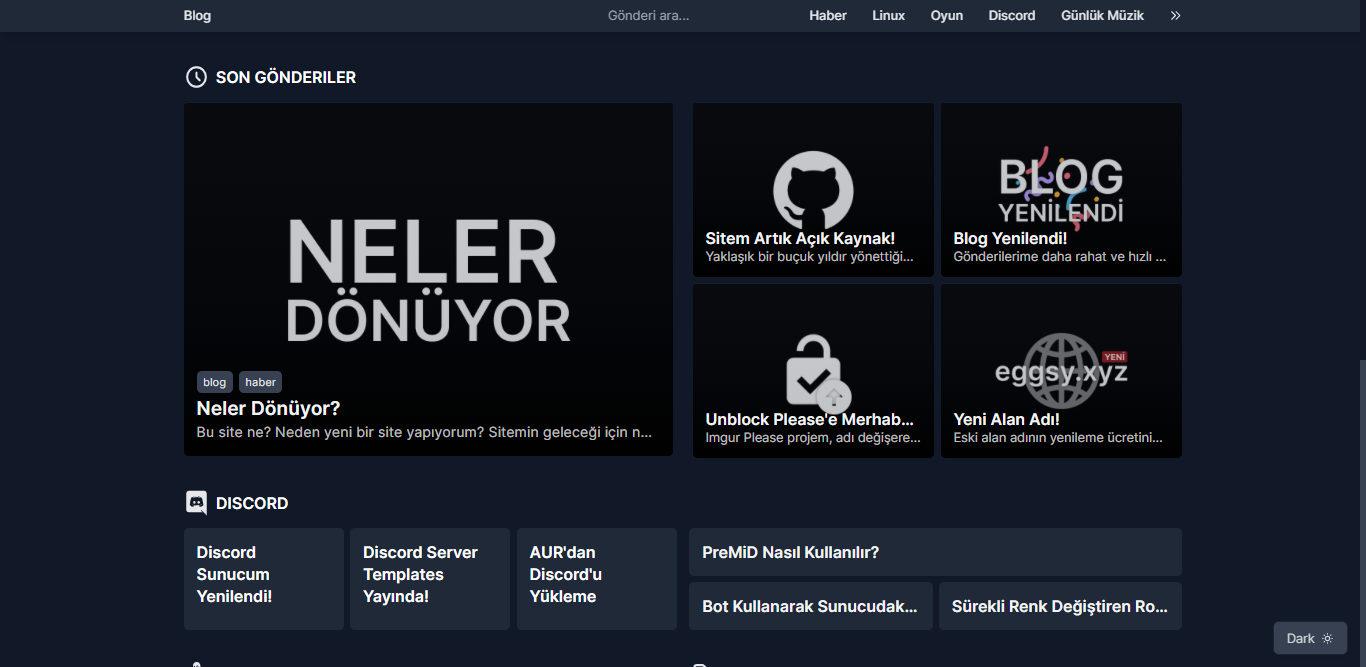 Blog
Gönderi ara...
Haber
Linux
Oyun
Discord
Günlük Müzik
SON GÖNDERİLER
NELER
DÖNÜYOR
blog
haber
Neler Dönüyor?
Bu site ne? Neden yeni bir site yapıyorum? Sitemin geleceği için n...
Sitem Artık Açık Kaynak!
Yaklaşık bir buçuk yıldır yönettiği...
BLOG
YENİLENDİ
Blog Yenilendi!
Gönderilerime daha rahat ve hızlı ...
Unblock Please'e Merhab...
Imgur Please projem, adı değişere...
YENİ
eggsy.xyz
Yeni Alan Adı!
Eski alan adının yenileme ücretini...
DISCORD
Discord
Sunucum
Yenilendi!
Discord Server
Templates
Yayında!
AUR'dan
Discord'u
Yükleme
PreMiD Nasıl Kullanılır?
Bot Kullanarak Sunucudak...
Sürekli Renk Değiştiren Ro...
Dark